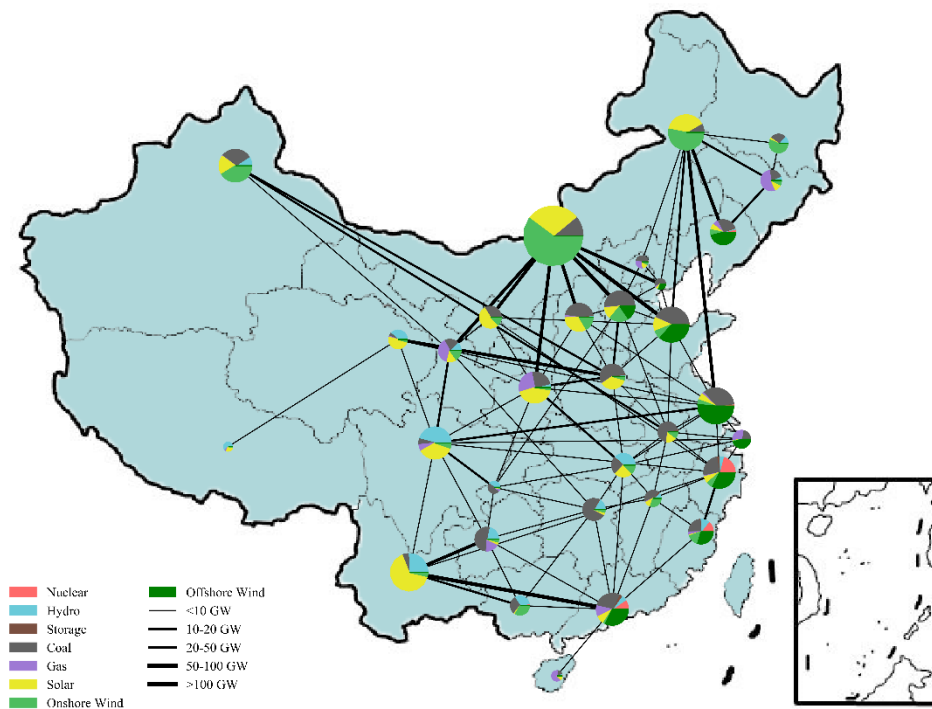 Nuclear
Hydro
Storage
Coal
Gas
Solar
Onshore Wind
Offshore Wind
<10 GW
10-20 GW
20-50 GW
50-100 GW
>100 GW